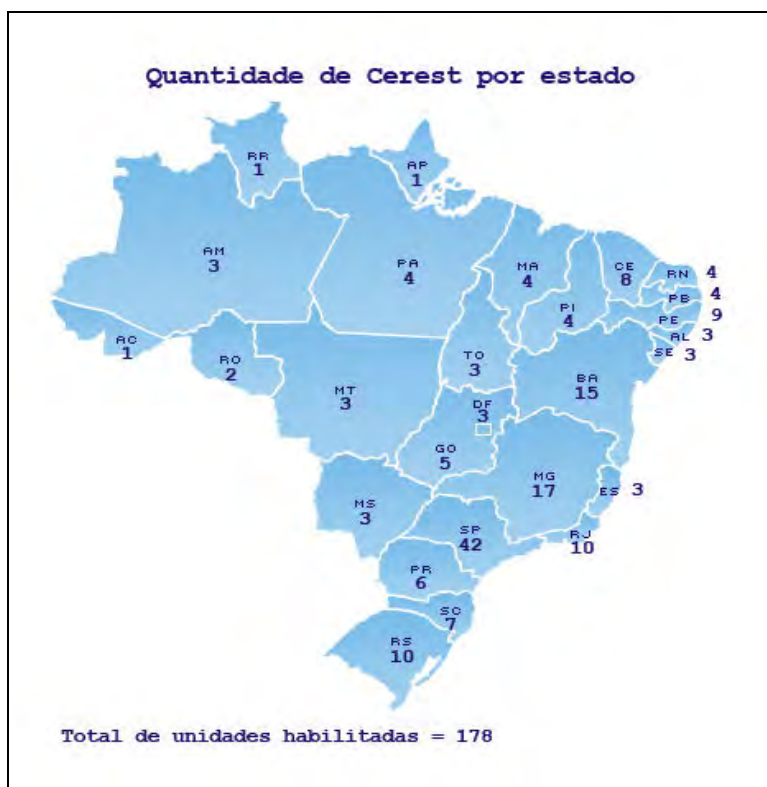 Quantidade de Cerest por estado
RR
1
AP
1
AM
3
PA
4
MA
4
CE
8
RN 4
PB 4
PI
4
PE 9
AL 3
SE 3
AC
1
RO
2
TO
3
BA
15
MT
3
DF
3
GO
5
MG
17
ES 3
MS
3
SP
42
RJ
10
PR
6
SC
7
RS
10
Total de unidades habilitadas = 178